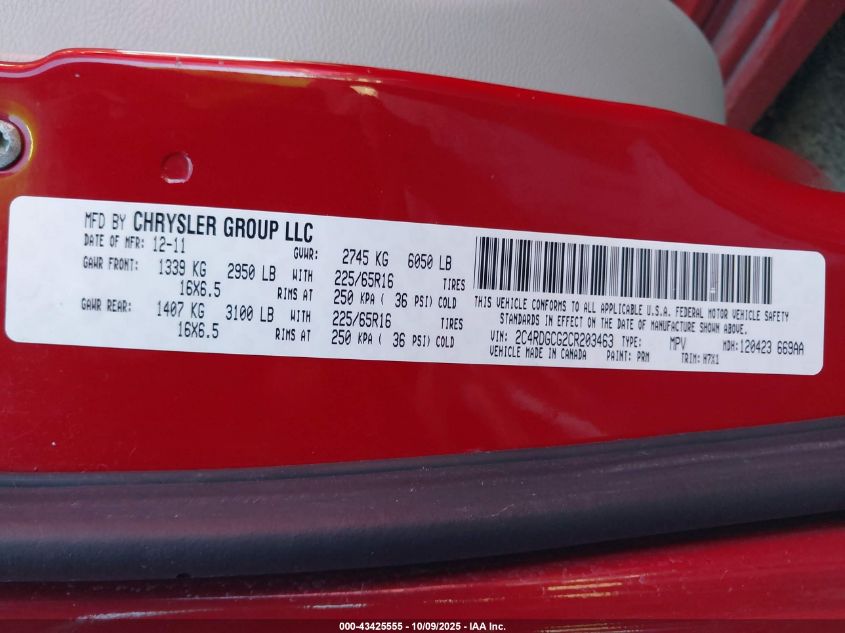 MFD BY CHRYSLER GROUP LLC
DATE OF MFR: 12-11 GVWR: 2745 KG 6050 LB
GAWR FRONT: 1339 KG 2950 LB WITH 225/65R16 TIRES
16X6.5 RIMS AT 250 KPA ( 36 PSI) COLD
GAWR REAR: 1407 KG 3100 LB WITH 225/65R16 TIRES
16X6.5 RIMS AT 250 KPA ( 36 PSI) COLD
THIS VEHICLE CONFORMS TO ALL APPLICABLE U.S.A. FEDERAL MOTOR VEHICLE SAFETY
STANDARDS IN EFFECT ON THE DATE OF MANUFACTURE SHOWN ABOVE.
VIN: 2C4RDGCG2CR203463 TYPE: MPV MDH:120423 669AA
VEHICLE MADE IN CANADA PAINT: PRM TRIM: H7X1
000-43425555 - 10/09/2025 - IAA Inc.